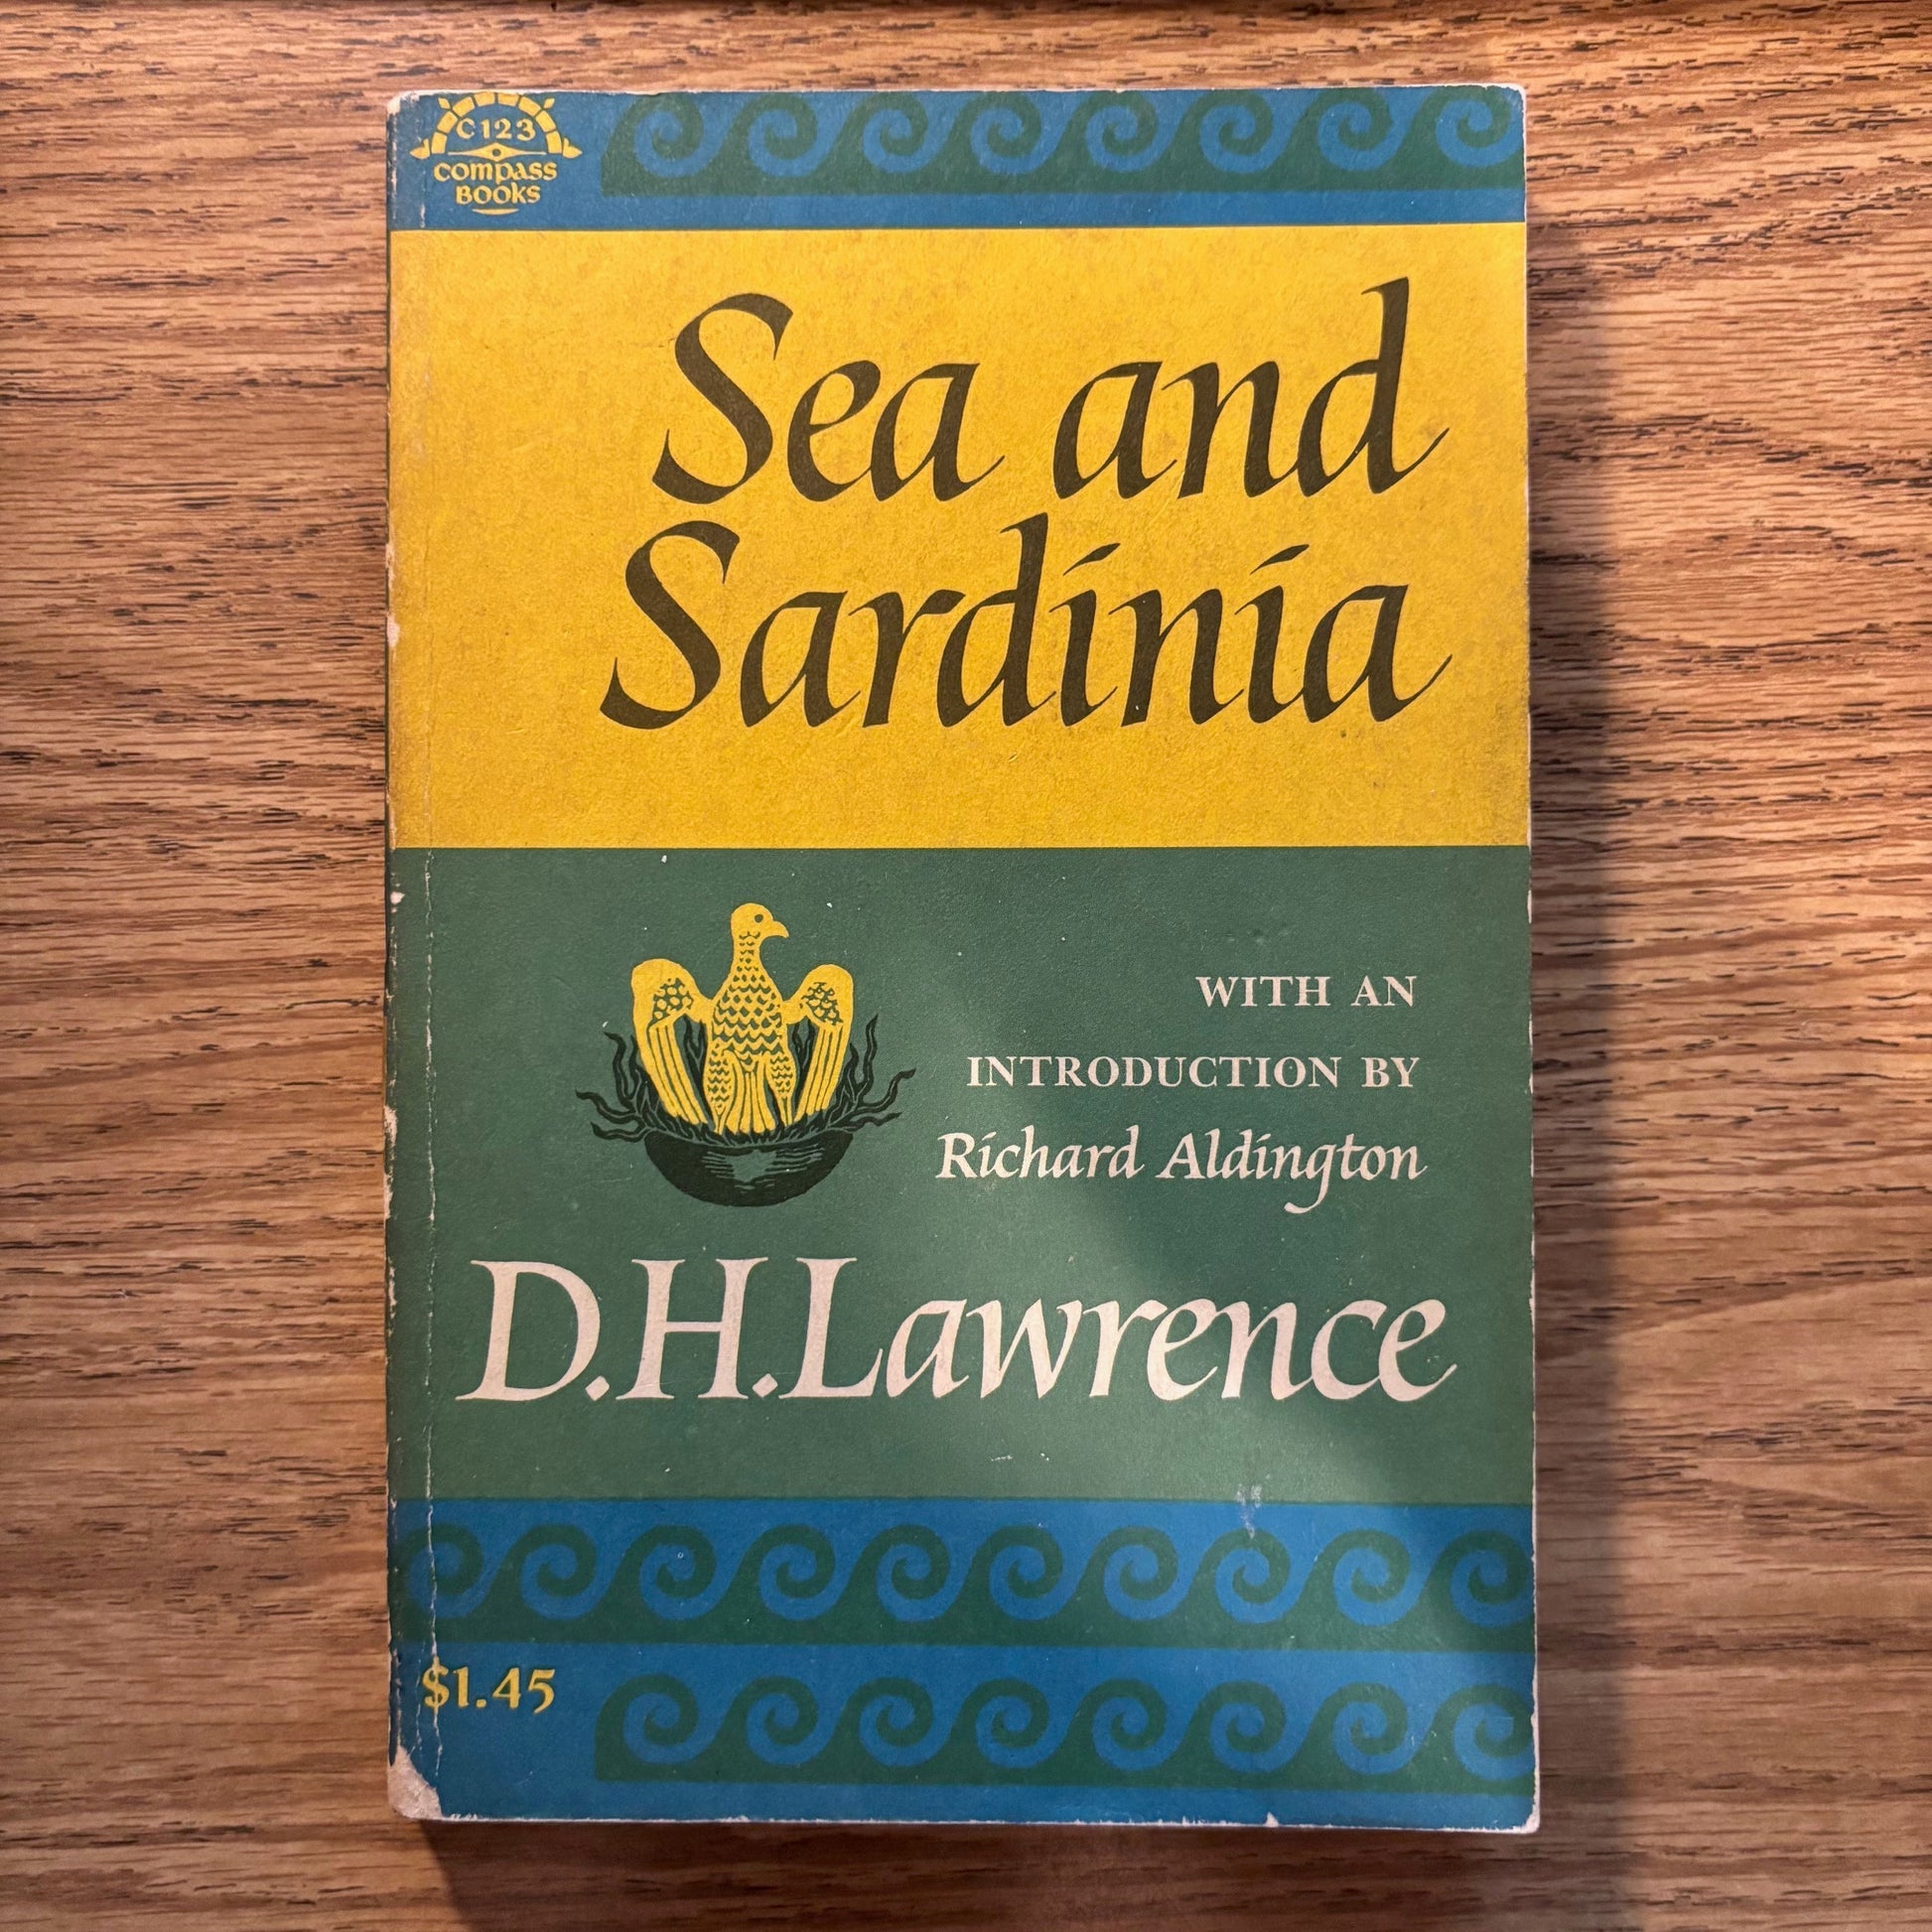 C123
COMPASS
BOOKS
Sea and
Sardinia
WITH AN
INTRODUCTION BY
Richard Aldington
D.H.Lawrence
$1.45